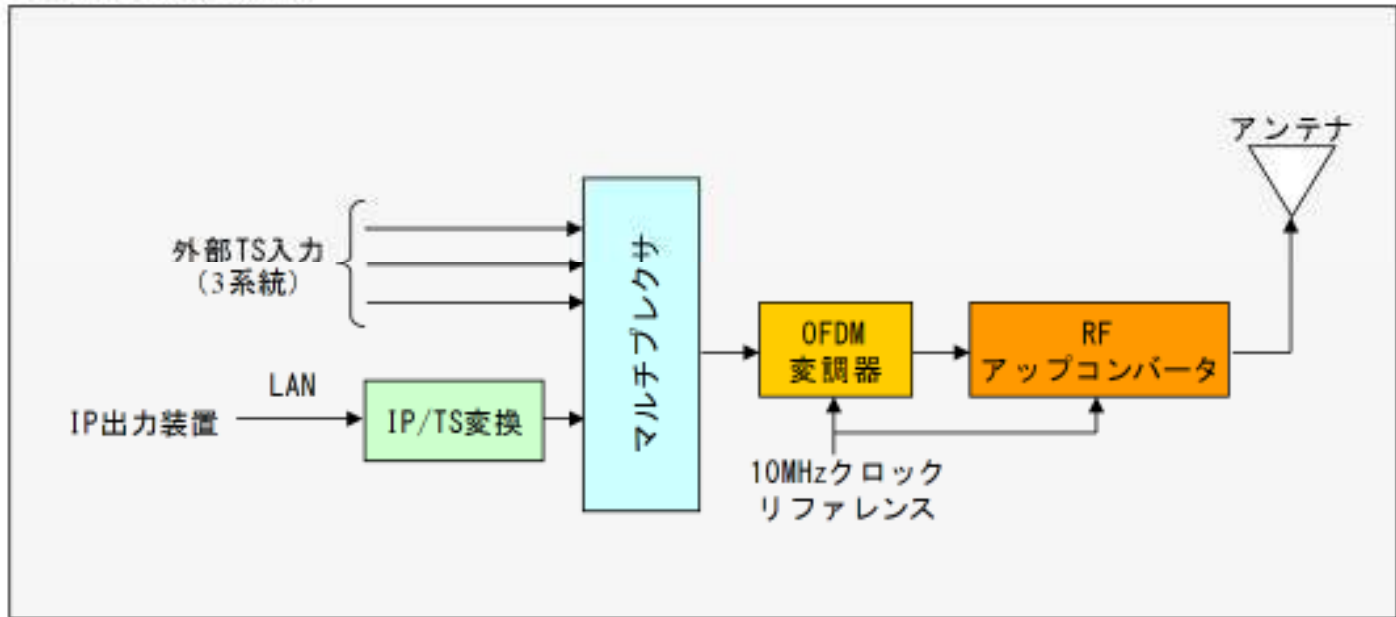 アンテナ
外部TS入力
(3系統)
マルチプレクサ
OFDM
変調器
RF
アップコンバータ
LAN
IP出力装置
IP/TS変換
10MHzクロック
リファレンス